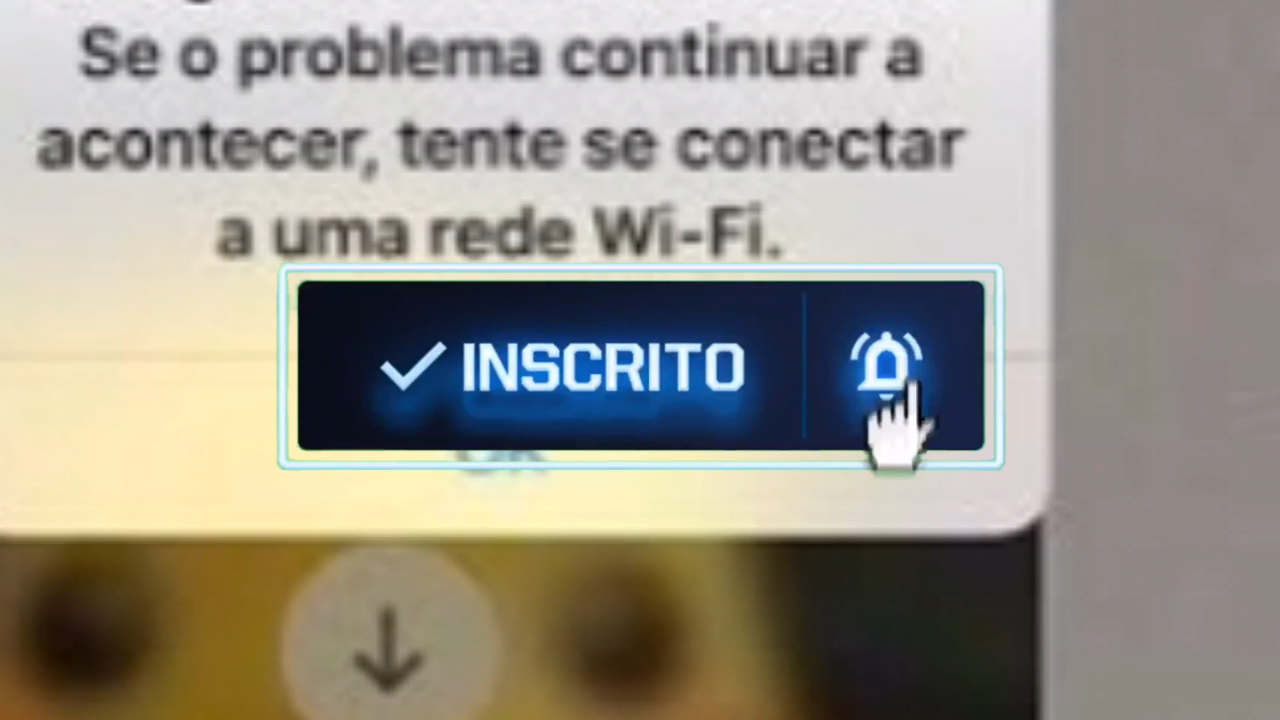 Se o problema continuar a
acontecer, tente se conectar
a uma rede Wi-Fi.
INSCRITO